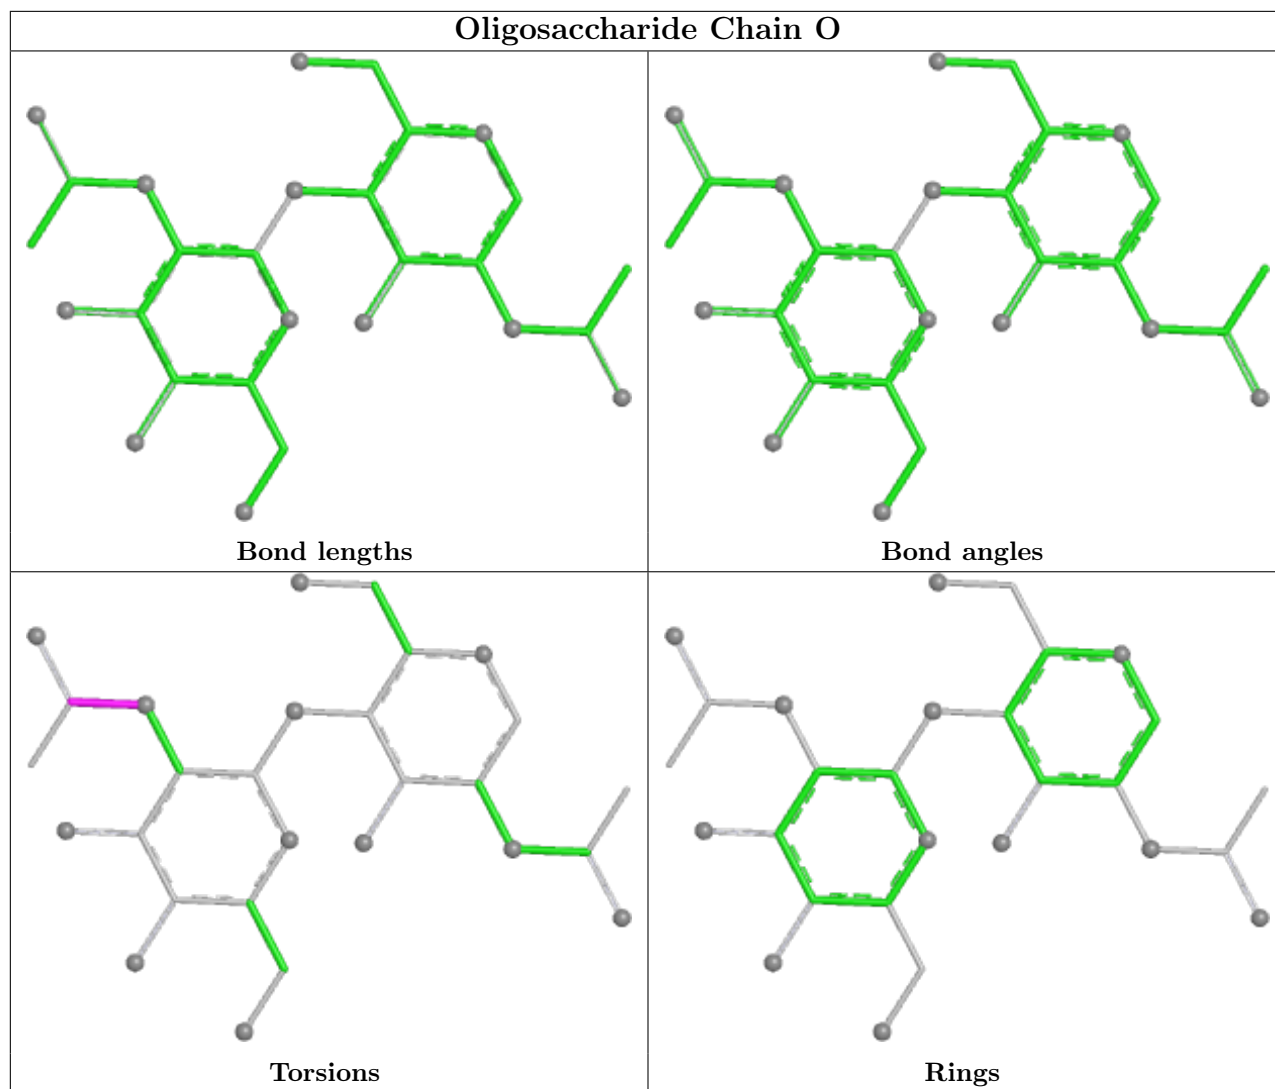 Oligosaccharide Chain O
Bond lengths
Bond angles
Torsions
Rings